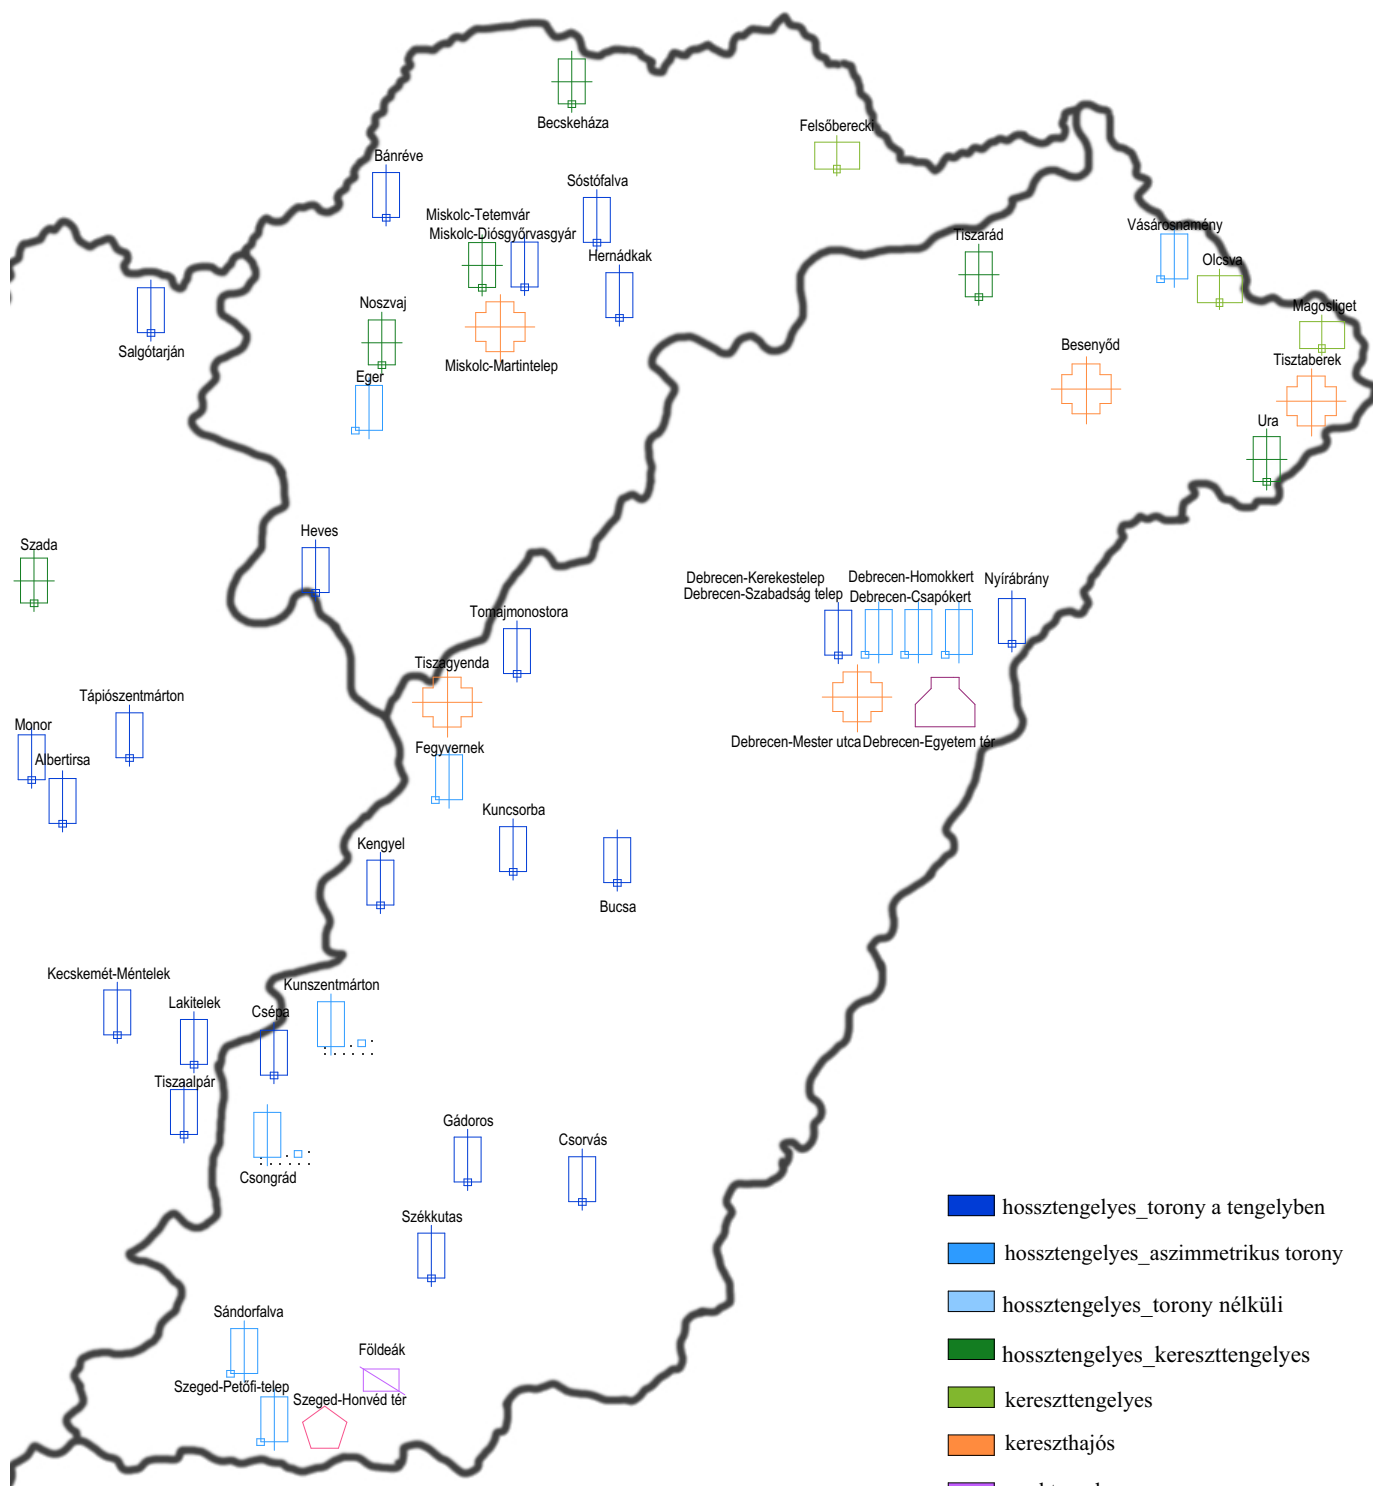 Becskeháza
Felsőberecki
Bánréve
Sóstófalva
Miskolc-Tetemvár
Miskolc-Diósgyőrvasgyár
Vásárosnamény
Tiszarád
Hernádkak
Olcsva
Noszvaj
Magosliget
Salgótarján
Miskolc-Martintelep
Besenyőd
Tisztaberek
Eger
Ura
Heves
Szada
Debrecen-Kerekestelep
Debrecen-Homokkert
Nyírábrány
Debrecen-Szabadság telep
Debrecen-Csapókert
Tomajmonostora
Tiszagyenda
Tápiószentmárton
Monor
Debrecen-Mester utca
Debrecen-Egyetem tér
Fegyvernek
Albertirsa
Kuncsorba
Kengyel
Bucsa
Kecskemét-Méntelek
Kunszentmárton
Lakitelek
Csépa
Tiszaalpár
Gádoros
Csorvás
Csongrád
Székkutas
hossztengelyes_torony a tengelyben
hossztengelyes_aszimmetrikus torony
hossztengelyes_torony nélküli
Sándorfalva
Földeák
hossztengelyes_kereszttengelyes
Szeged-Petőfi-telep
Szeged-Honvéd tér
kereszttengelyes
kereszthajós